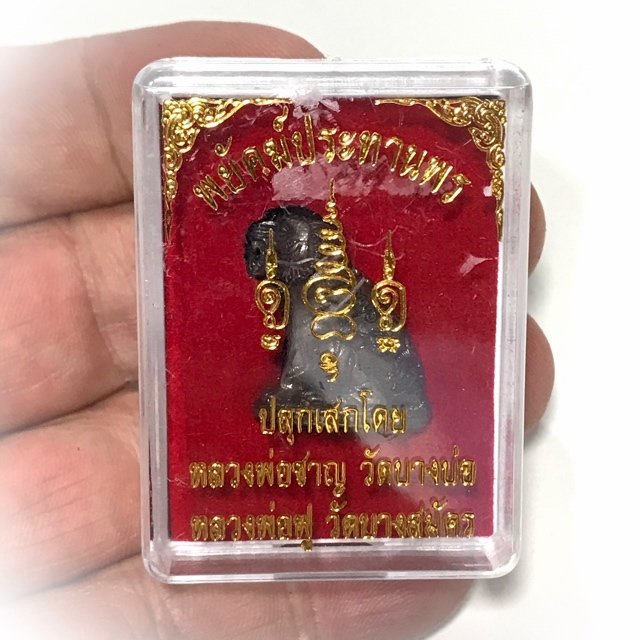 พยัคฆ์ประทานพร
ปลุกเสกโดย
หลวงพ่อชาญ วัดบางบ่อ
หลวงพ่อฟู วัดบางสมัคร